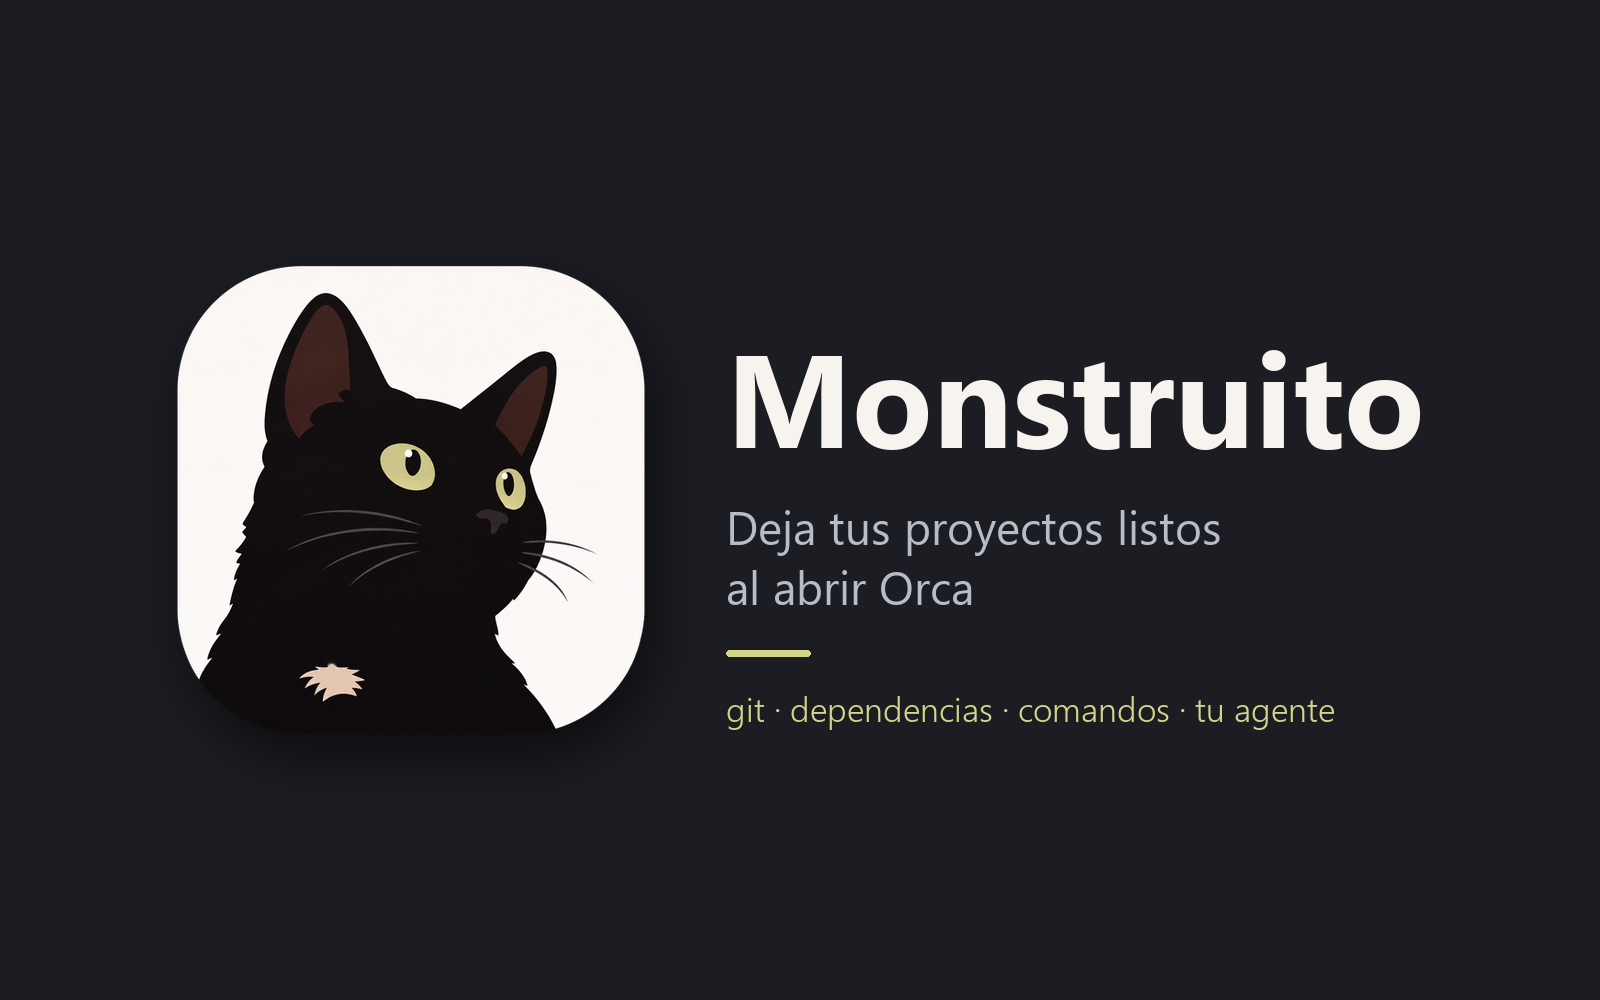 Monstruito
Deja tus proyectos listos
al abrir Orca
git · dependencias · comandos · tu agente